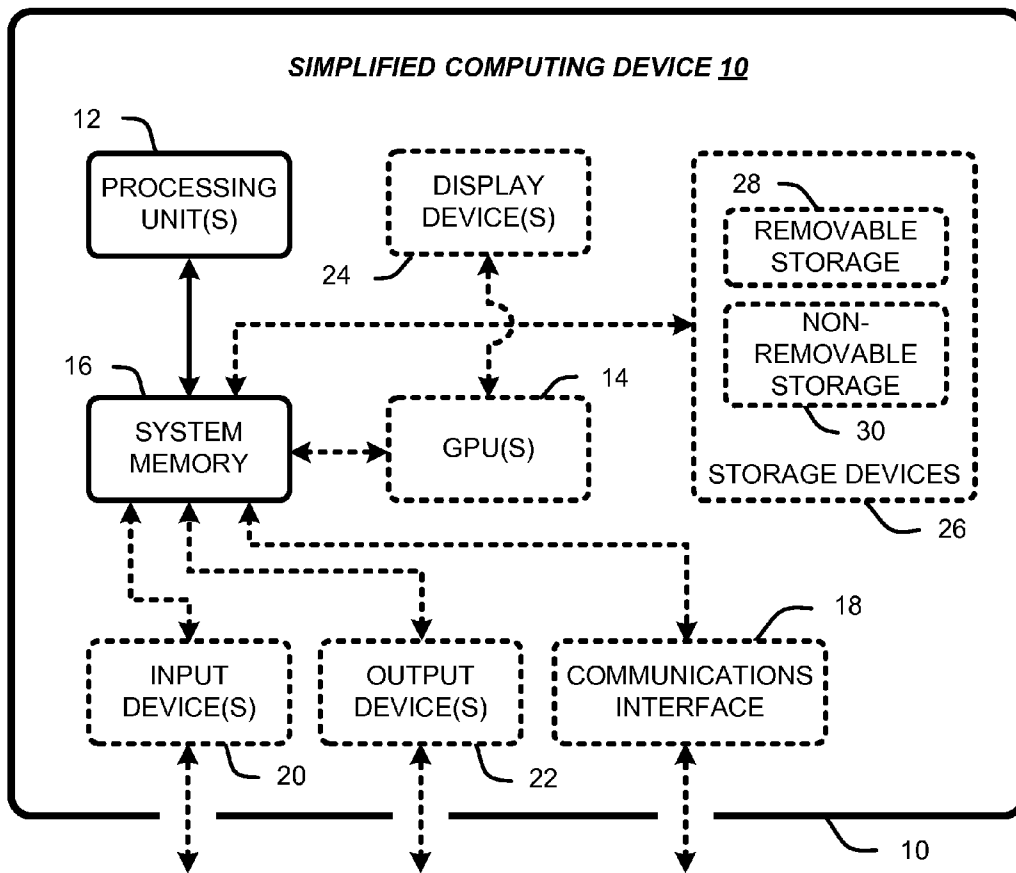 SIMPLIFIED COMPUTING DEVICE 10
12
PROCESSING
UNIT(S)
DISPLAY
DEVICE(S)
24
28
REMOVABLE
STORAGE
NON-
REMOVABLE
STORAGE
30
STORAGE DEVICES
26
16
SYSTEM
MEMORY
14
GPU(S)
18
INPUT
DEVICE(S)
20
OUTPUT
DEVICE(S)
22
COMMUNICATIONS
INTERFACE
10